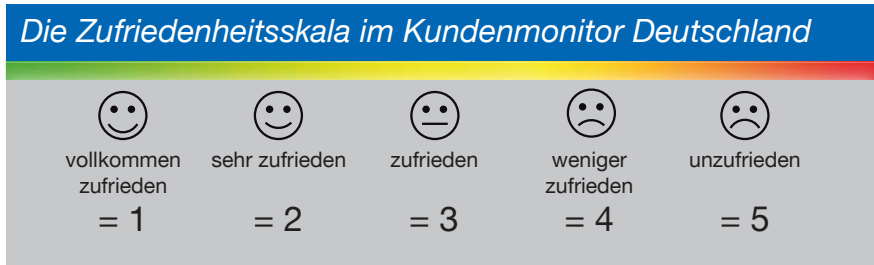 Die Zufriedenheitsskala im Kundenmonitor Deutschland
vollkommen zufrieden
sehr zufrieden
zufrieden
weniger zufrieden
unzufrieden
= 1
= 2
= 3
= 4
= 5